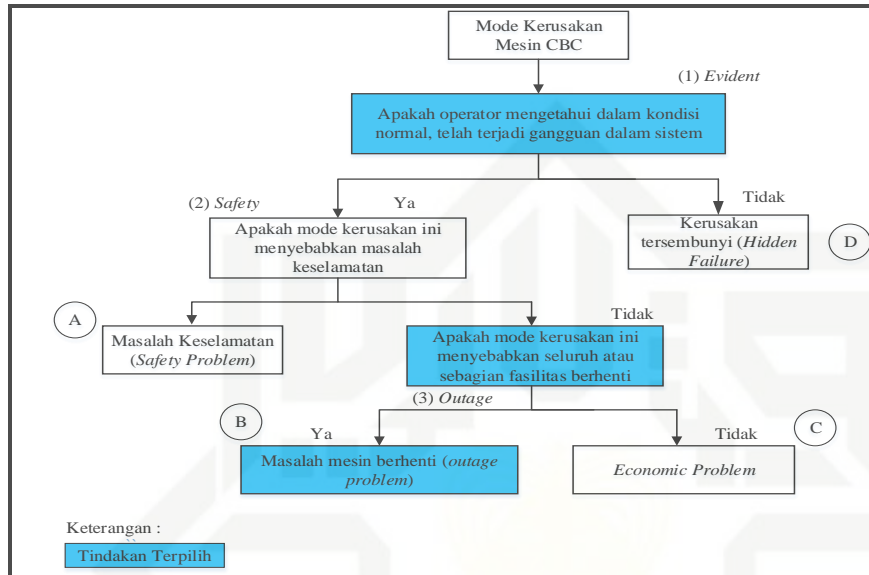 Mode Kerusakan
Mesin CBC
(1) Evident
Apakah operator mengetahui dalam kondisi
normal, telah terjadi gangguan dalam sistem
(2) Safety
Ya
Tidak
Apakah mode kerusakan ini
menyebabkan masalah
keselamatan
Kerusakan
tersembunyi (Hidden
Failure)
D
A
Masalah Keselamatan
(Safety Problem)
Tidak
Apakah mode kerusakan ini
menyebabkan seluruh atau
sebagian fasilitas berhenti
(3) Outage
B
Ya
Masalah mesin berhenti (outage
problem)
Tidak
C
Economic Problem
Keterangan :
Tindakan Terpilih